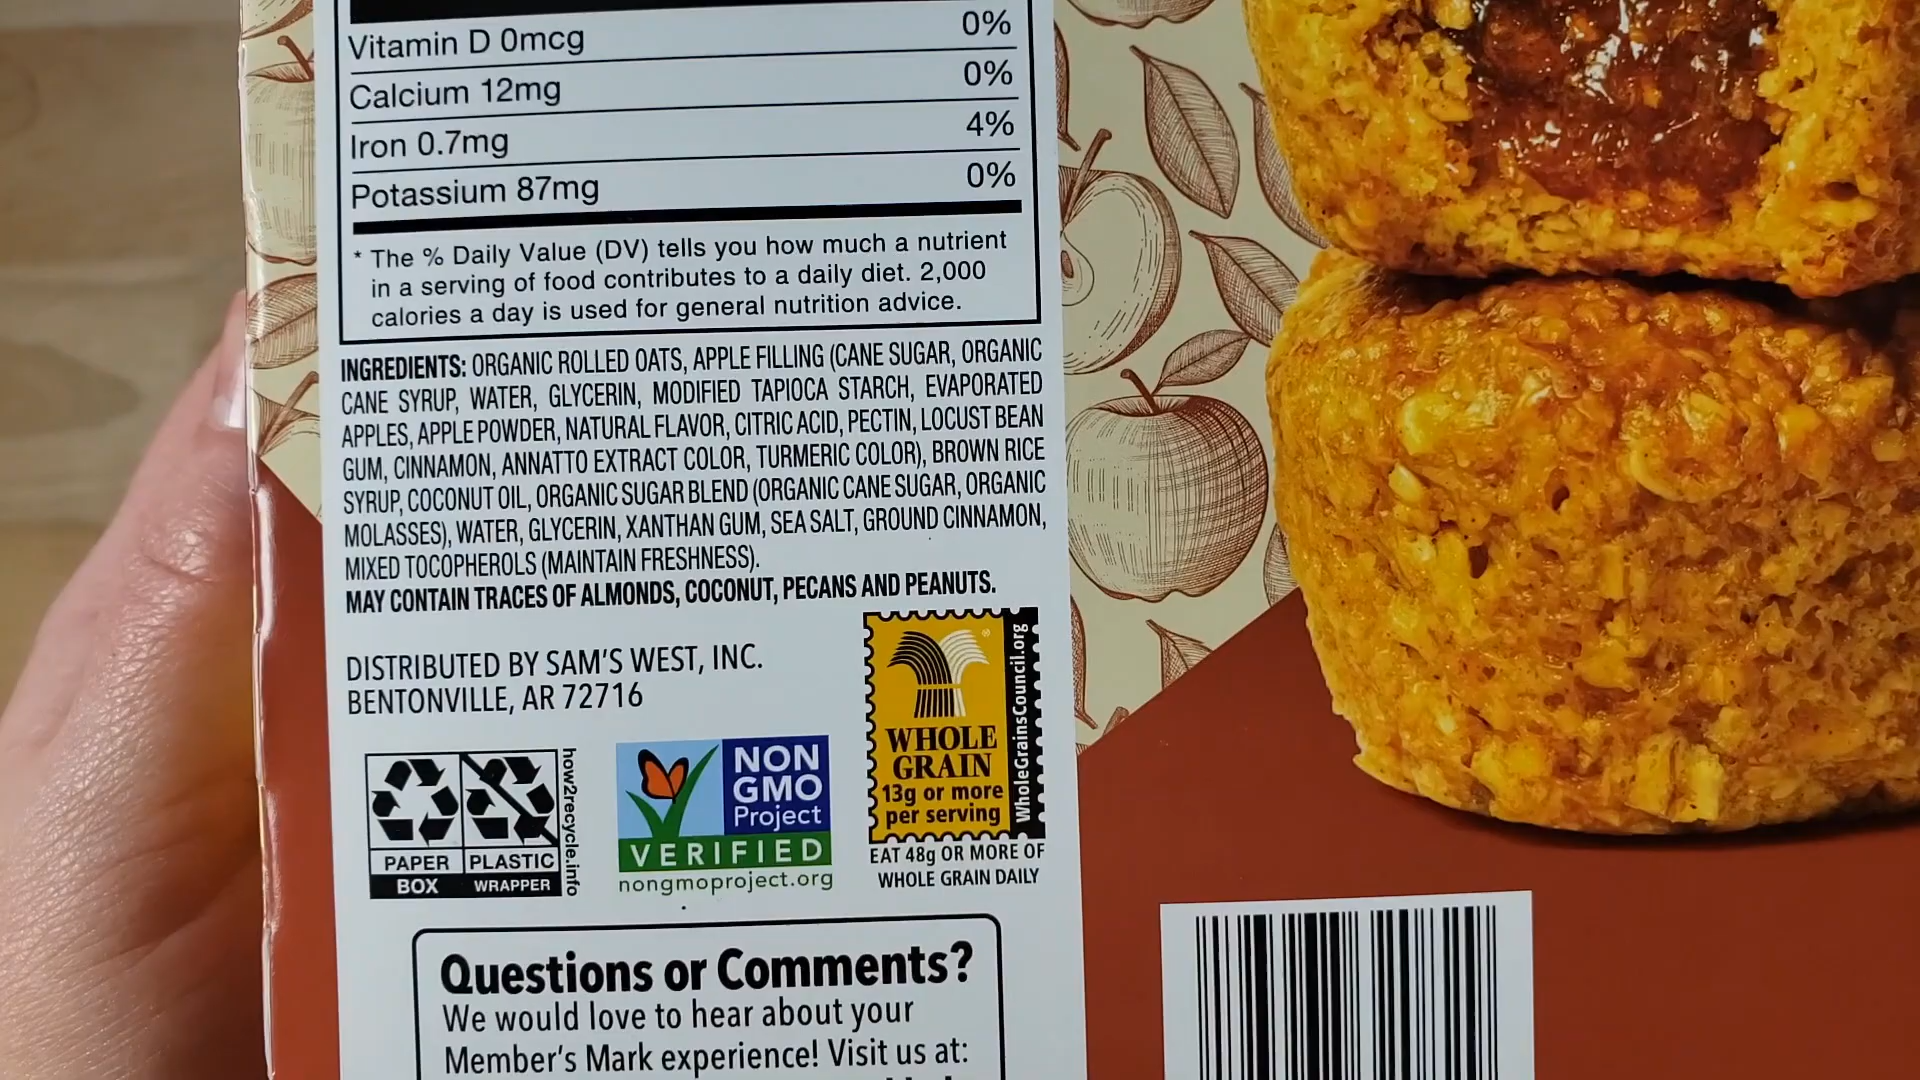 Vitamin D 0mcg 0%
Calcium 12mg 0%
Iron 0.7mg 4%
Potassium 87mg 0%
* The % Daily Value (DV) tells you how much a nutrient
in a serving of food contributes to a daily diet. 2,000
calories a day is used for general nutrition advice.
INGREDIENTS: ORGANIC ROLLED OATS, APPLE FILLING (CANE SUGAR, ORGANIC
CANE SYRUP, WATER, GLYCERIN, MODIFIED TAPIOCA STARCH, EVAPORATED
APPLES, APPLE POWDER, NATURAL FLAVOR, CITRIC ACID, PECTIN, LOCUST BEAN
GUM, CINNAMON, ANNATTO EXTRACT COLOR, TURMERIC COLOR), BROWN RICE
SYRUP, COCONUT OIL, ORGANIC SUGAR BLEND (ORGANIC CANE SUGAR, ORGANIC
MOLASSES), WATER, GLYCERIN, XANTHAN GUM, SEA SALT, GROUND CINNAMON,
MIXED TOCOPHEROLS (MAINTAIN FRESHNESS).
MAY CONTAIN TRACES OF ALMONDS, COCONUT, PECANS AND PEANUTS.
DISTRIBUTED BY SAM'S WEST, INC.
BENTONVILLE, AR 72716
PAPER
BOX
PLASTIC
WRAPPER
how2recycle.info
NON
GMO
Project
VERIFIED
nongmoproject.org
WHOLE
GRAIN
13g or more
per serving
WholeGrainsCouncil.org
EAT 48g OR MORE OF
WHOLE GRAIN DAILY
Questions or Comments?
We would love to hear about your
Member's Mark experience! Visit us at: